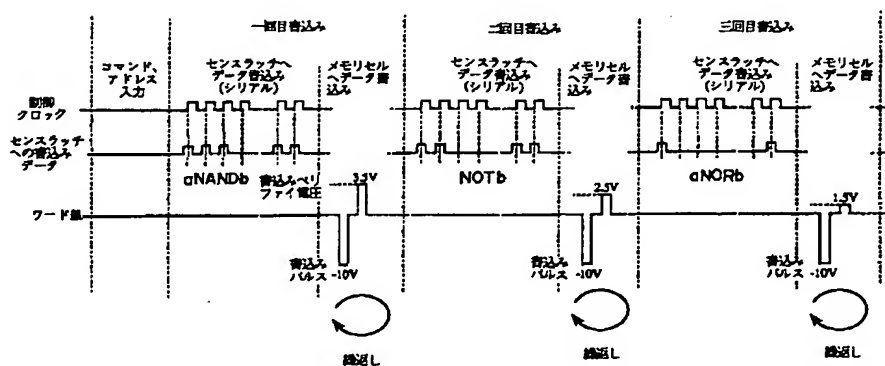 一回目書込み
二回目書込み
三回目書込み
コマンド、
アドレス
入力
センスラッチへ
データ書込み
(シリアル)
メモリセル
へデータ書
込み
センスラッチへ
データ書込み
(シリアル)
メモリセル
へデータ書
込み
センスラッチへ
データ書込み
(シリアル)
メモリセル
へデータ書
込み
制御
クロック
センスラッチ
への書込み
データ
aNANDb
書込みベリ
ファイ電圧
3.5V
NOTb
2.5V
aNORb
1.5V
ワード線
書込み
パルス
-10V
書込み
パルス
-10V
書込み
パルス
-10V
繰返し
繰返し
繰返し